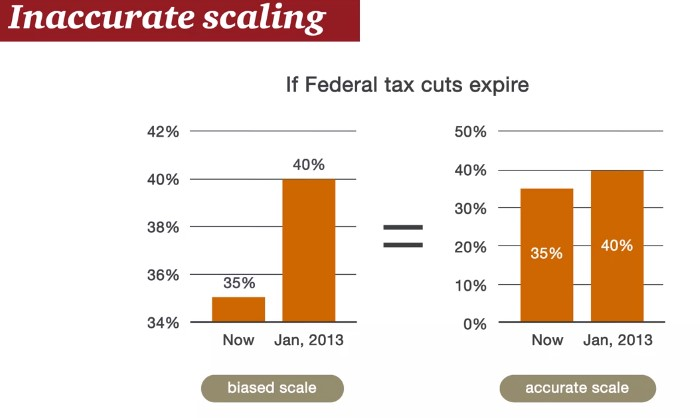 Inaccurate scaling
If Federal tax cuts expire
42%
40%
38%
36%
34%
40%
35%
Now Jan, 2013
biased scale
=
50%
40%
30%
20%
10%
0%
35%
40%
Now Jan, 2013
accurate scale